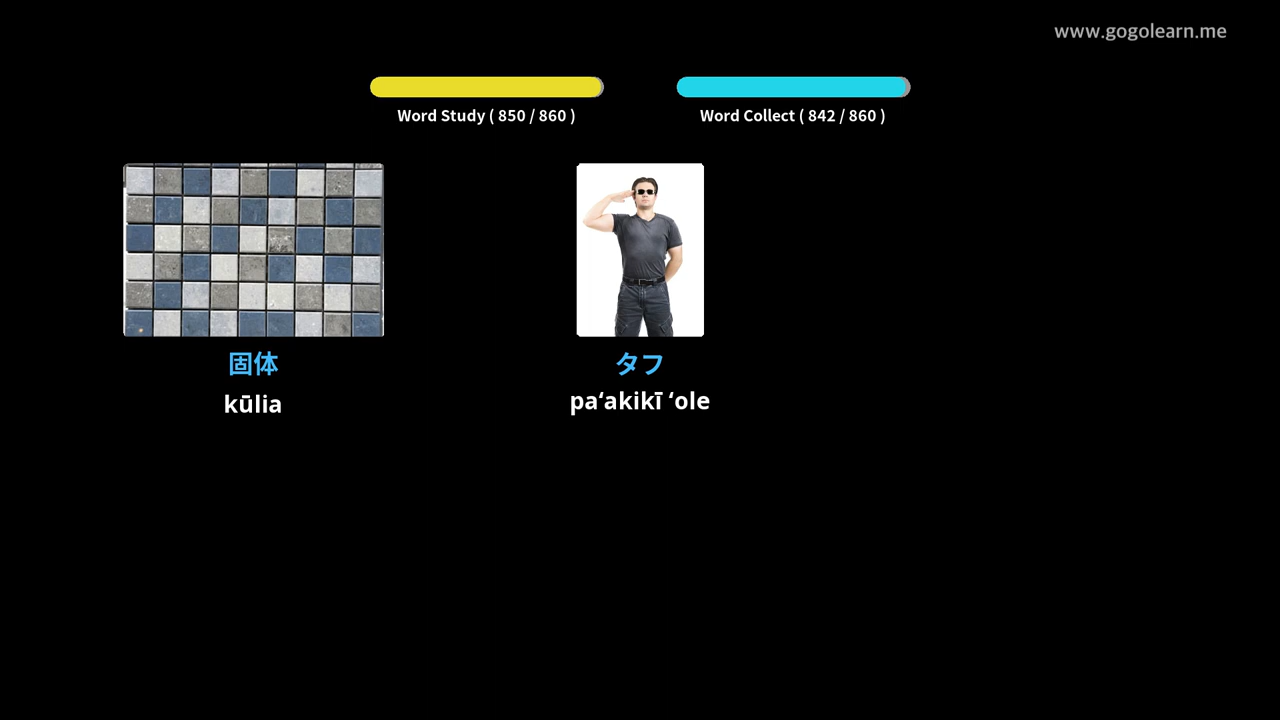 www.gogolearn.me
Word Study ( 850 / 860 )
Word Collect ( 842 / 860 )
固体
タフ
kūlia
paʻakikī ʻole